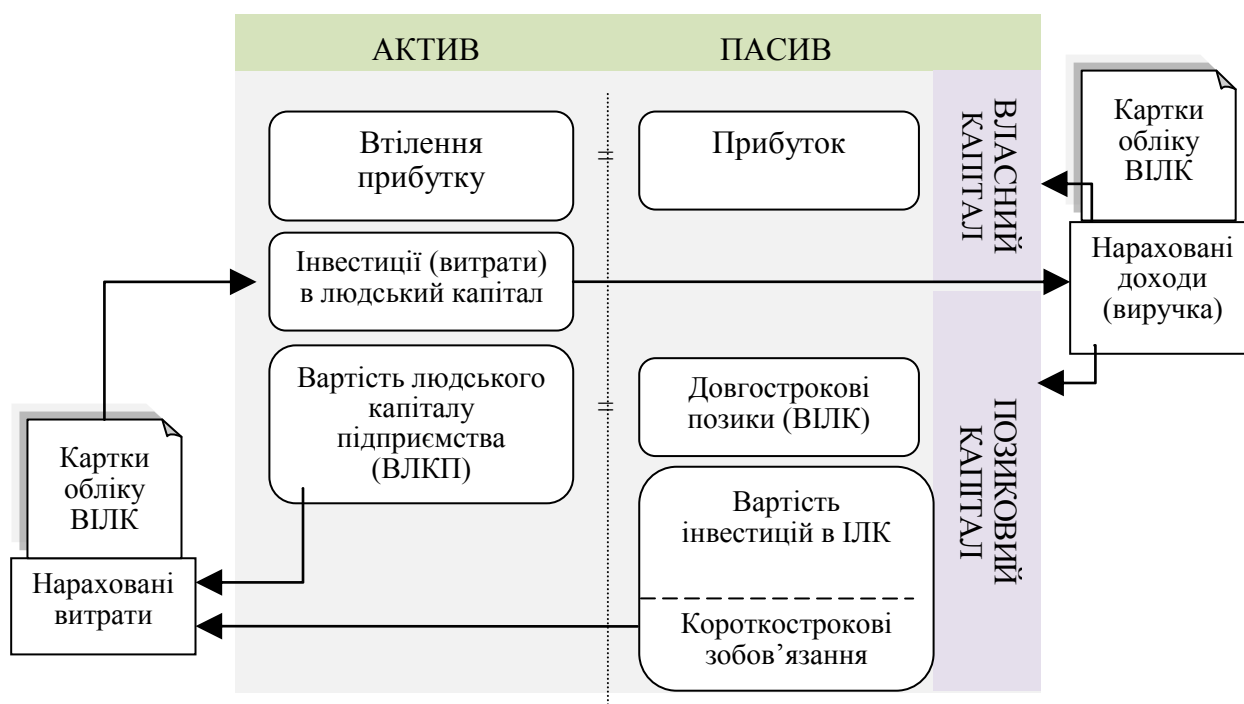 АКТИВ
ПАСИВ
Втілення
прибутку
=
Прибуток
ВЛАСНИЙ
КАПІТАЛ
Картки
обліку
ВІЛК
Інвестиції (витрати)
в людський капітал
Нараховані
доходи
(виручка)
Вартість людського
капіталу
підприємства
(ВЛКП)
=
Довгострокові
позики (ВІЛК)
ПОЗИКОВИЙ
КАПІТАЛ
Картки
обліку
ВІЛК
Вартість
інвестицій в ІЛК
Нараховані
витрати
Короткострокові
зобов’язання